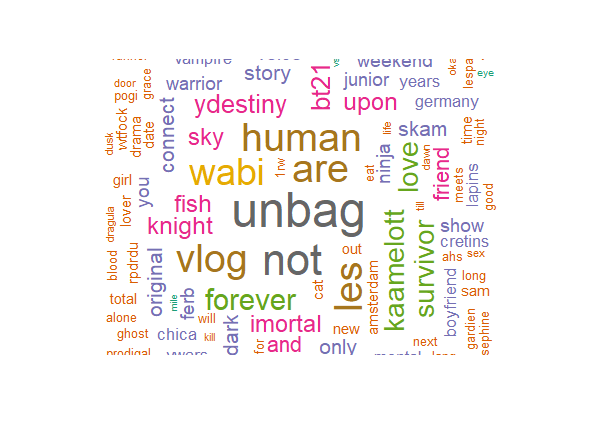 vampire
weekend
oka
eye
door
grace
warrior
story
junior
years
lespa
pogi
ydestiny
bt21
upon
germany
wtfock
drama
date
connect
sky
human
skam
time
night
dusk
life
ninja
love
dawn
friend
meets
lapins
good
girl
you
wabi
1rw
are
eat
till
lover
fish
unbag
kaamelott
survivor
show
dragula
knight
cretins
blood
rpdrdu
original
vlog
not
out
les
amsterdam
ahs
sex
total
mile
ferb
forever
cat
boyfriend
long
sam
alone
will
imortal
new
gardien
sephine
ghost
chica
kill
dark
for
and
only
next
prodigal